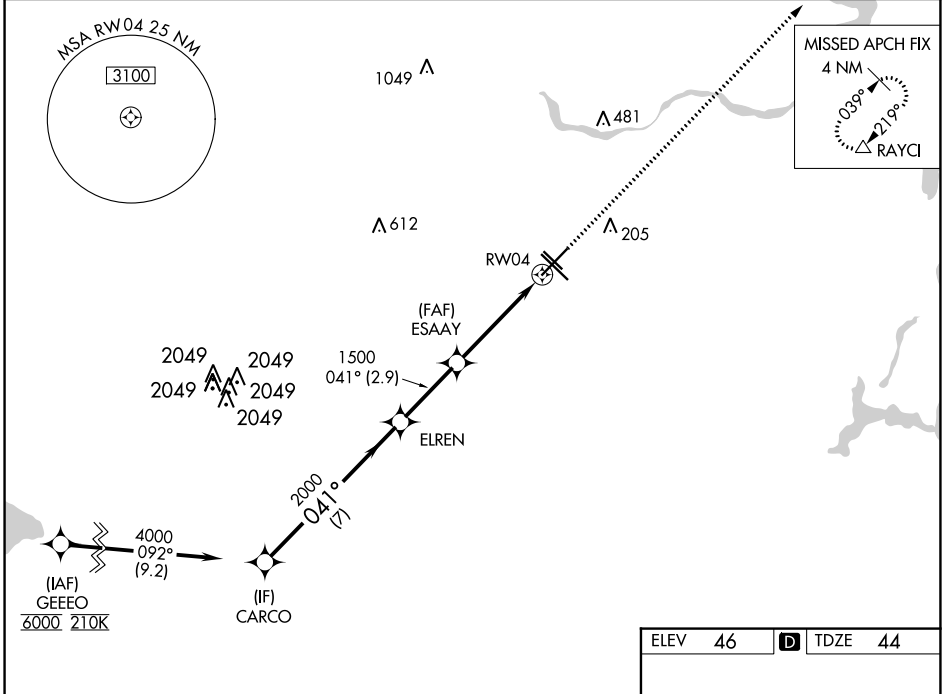 MSA RW04 25 NM
3100
1049
481
MISSED APCH FIX
4 NM
039°
219°
RAYCI
612
205
RW04
(FAF)
ESAAY
1500
041° (2.9)
2049
2049
2049
2049
2049
ELREN
2000
041°
(7)
4000
092°
(9.2)
(IAF)
GEEEO
6000 210K
(IF)
CARCO
ELEV 46 D TDZE 44